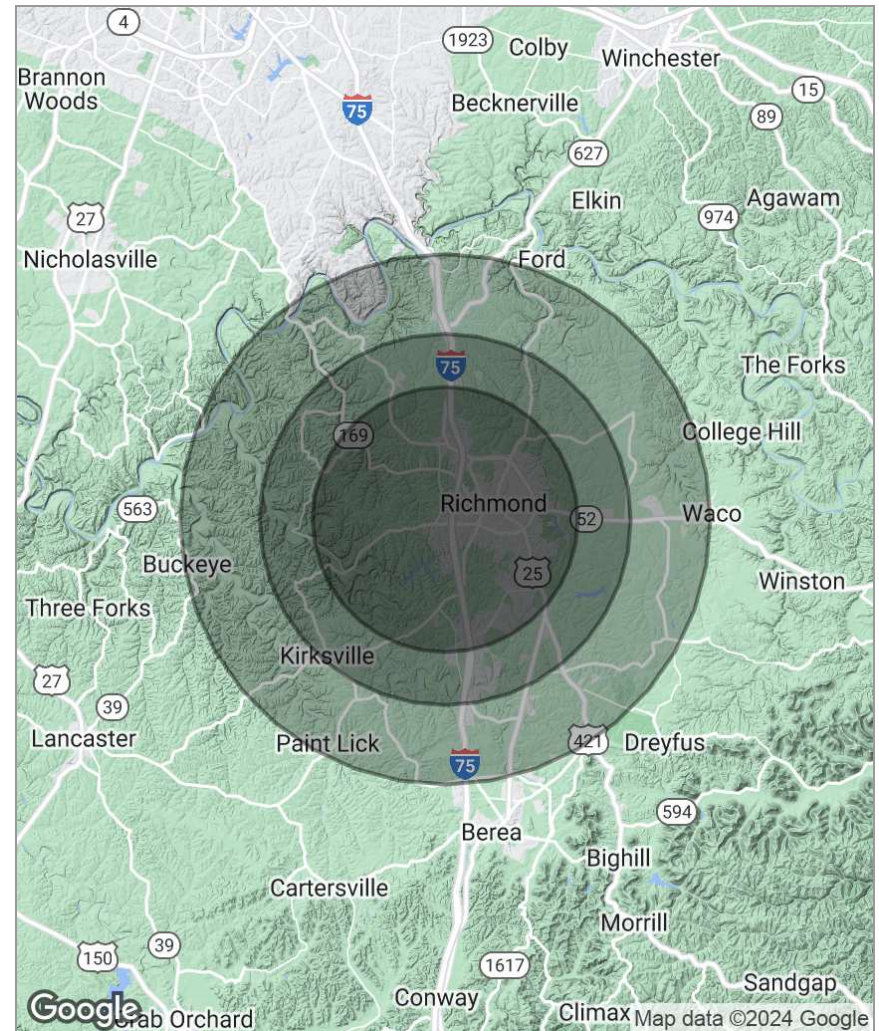 4
1923
Colby
Winchester
Brannon
Woods
75
Becknerville
15
89
627
Elkin
Agawam
974
27
Nicholasville
Ford
75
The Forks
169
College Hill
Richmond
563
52
Waco
Buckeye
25
Winston
Three Forks
Kirksville
27
39
Lancaster
Paint Lick
421
Dreyfus
75
594
Berea
Bighill
Cartersville
Morrill
39
150
1617
Sandgap
Conway
Google
Crab Orchard
Climax
Map data ©2024 Google